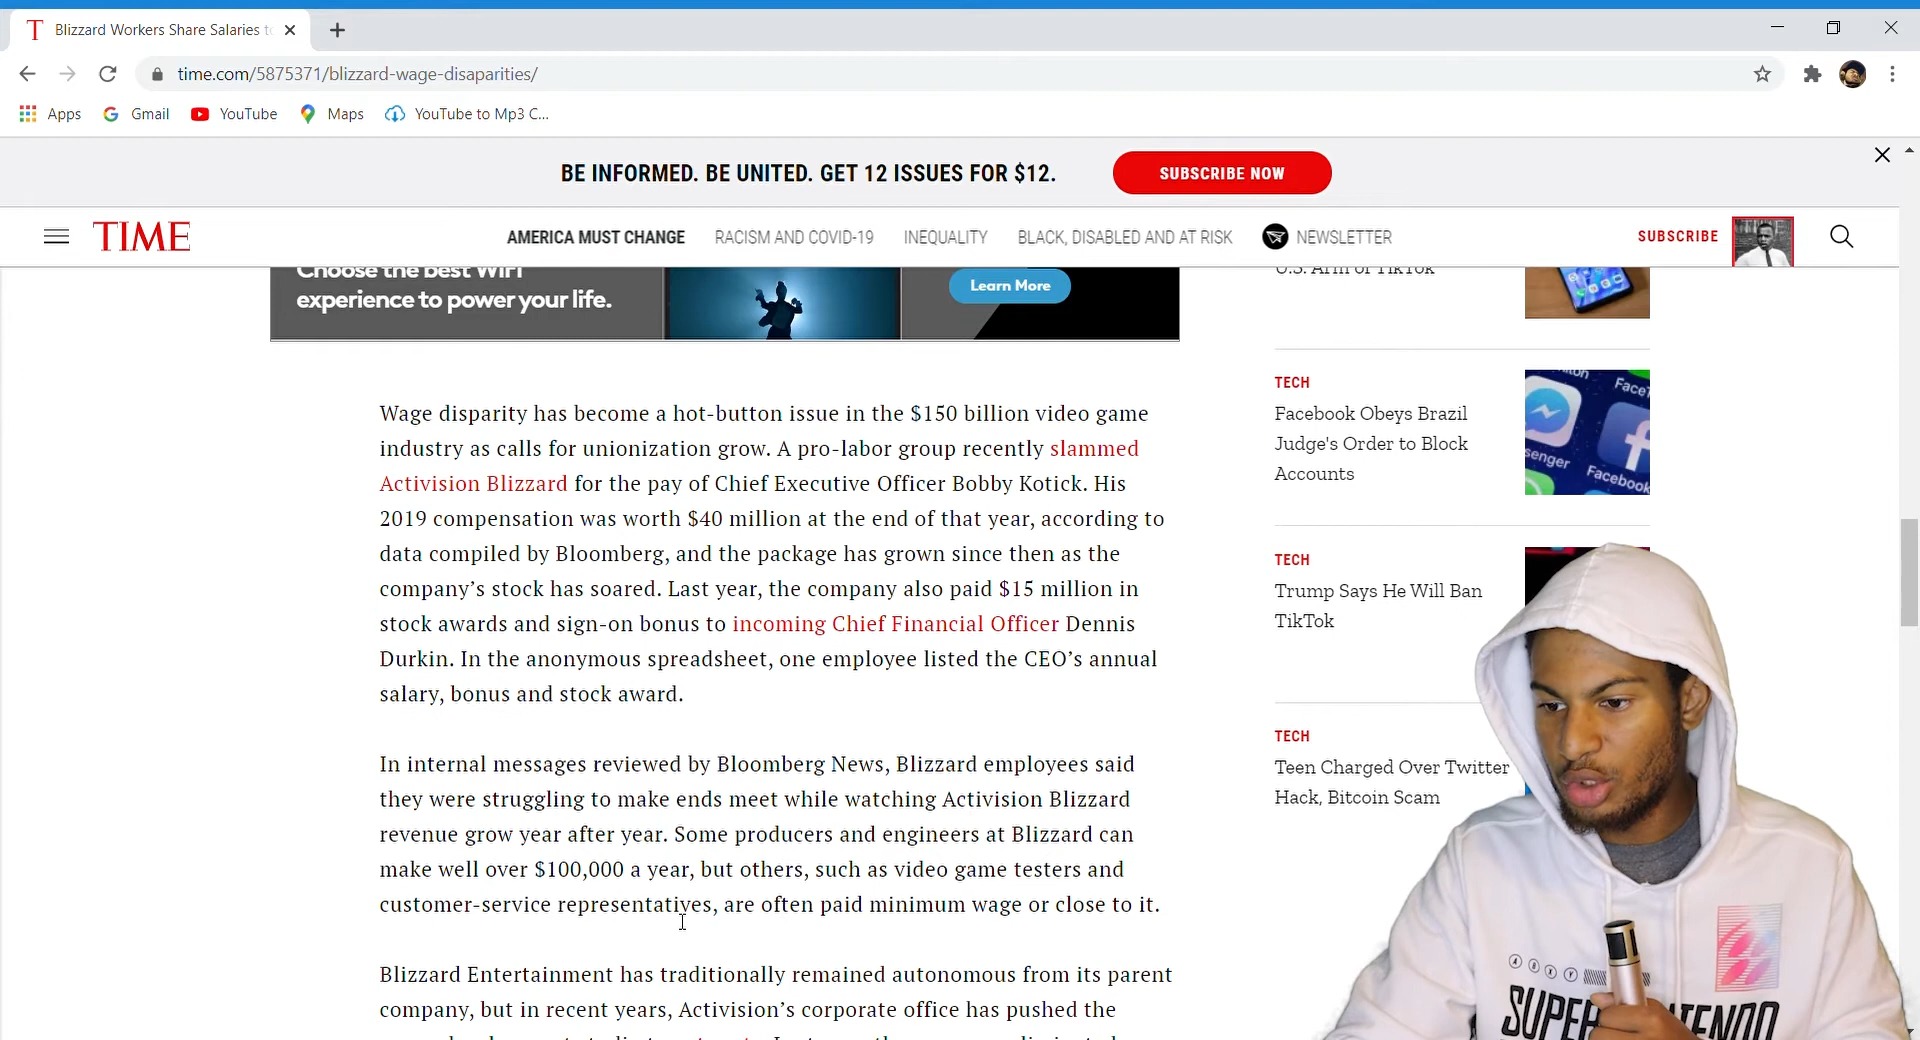 T Blizzard Workers Share Salaries to
time.com/5875371/blizzard-wage-disaparities/
Apps Gmail YouTube Maps YouTube to Mp3 C...
BE INFORMED. BE UNITED. GET 12 ISSUES FOR $12. SUBSCRIBE NOW
TIME AMERICA MUST CHANGE RACISM AND COVID-19 INEQUALITY BLACK, DISABLED AND AT RISK NEWSLETTER SUBSCRIBE
Choose the best WiFi
experience to power your life.
Learn More
Wage disparity has become a hot-button issue in the $150 billion video game
industry as calls for unionization grow. A pro-labor group recently slammed
Activision Blizzard for the pay of Chief Executive Officer Bobby Kotick. His
2019 compensation was worth $40 million at the end of that year, according to
data compiled by Bloomberg, and the package has grown since then as the
company's stock has soared. Last year, the company also paid $15 million in
stock awards and sign-on bonus to incoming Chief Financial Officer Dennis
Durkin. In the anonymous spreadsheet, one employee listed the CEO's annual
salary, bonus and stock award.
In internal messages reviewed by Bloomberg News, Blizzard employees said
they were struggling to make ends meet while watching Activision Blizzard
revenue grow year after year. Some producers and engineers at Blizzard can
make well over $100,000 a year, but others, such as video game testers and
customer-service representatives, are often paid minimum wage or close to it.
Blizzard Entertainment has traditionally remained autonomous from its parent
company, but in recent years, Activision's corporate office has pushed the
U.S. Arm of TikTok
TECH
Facebook Obeys Brazil
Judge's Order to Block
Accounts
Facebook
TECH
Trump Says He Will Ban
TikTok
TECH
Teen Charged Over Twitter
Hack, Bitcoin Scam
A B X Y
SUPER NINTENDO